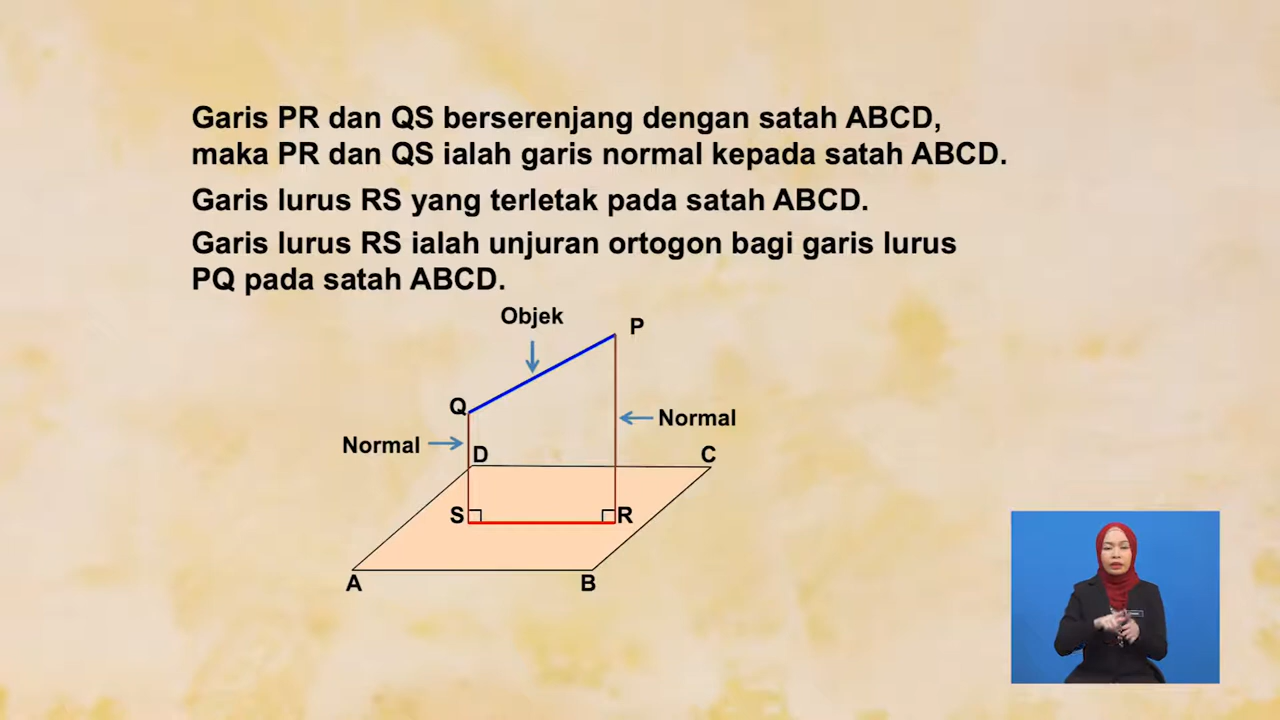 Garis PR dan QS berserenjang dengan satah ABCD,
maka PR dan QS ialah garis normal kepada satah ABCD.
Garis lurus RS yang terletak pada satah ABCD.
Garis lurus RS ialah unjuran ortogon bagi garis lurus
PQ pada satah ABCD.
Objek
P
Q
Normal
Normal
D
C
S
R
A
B